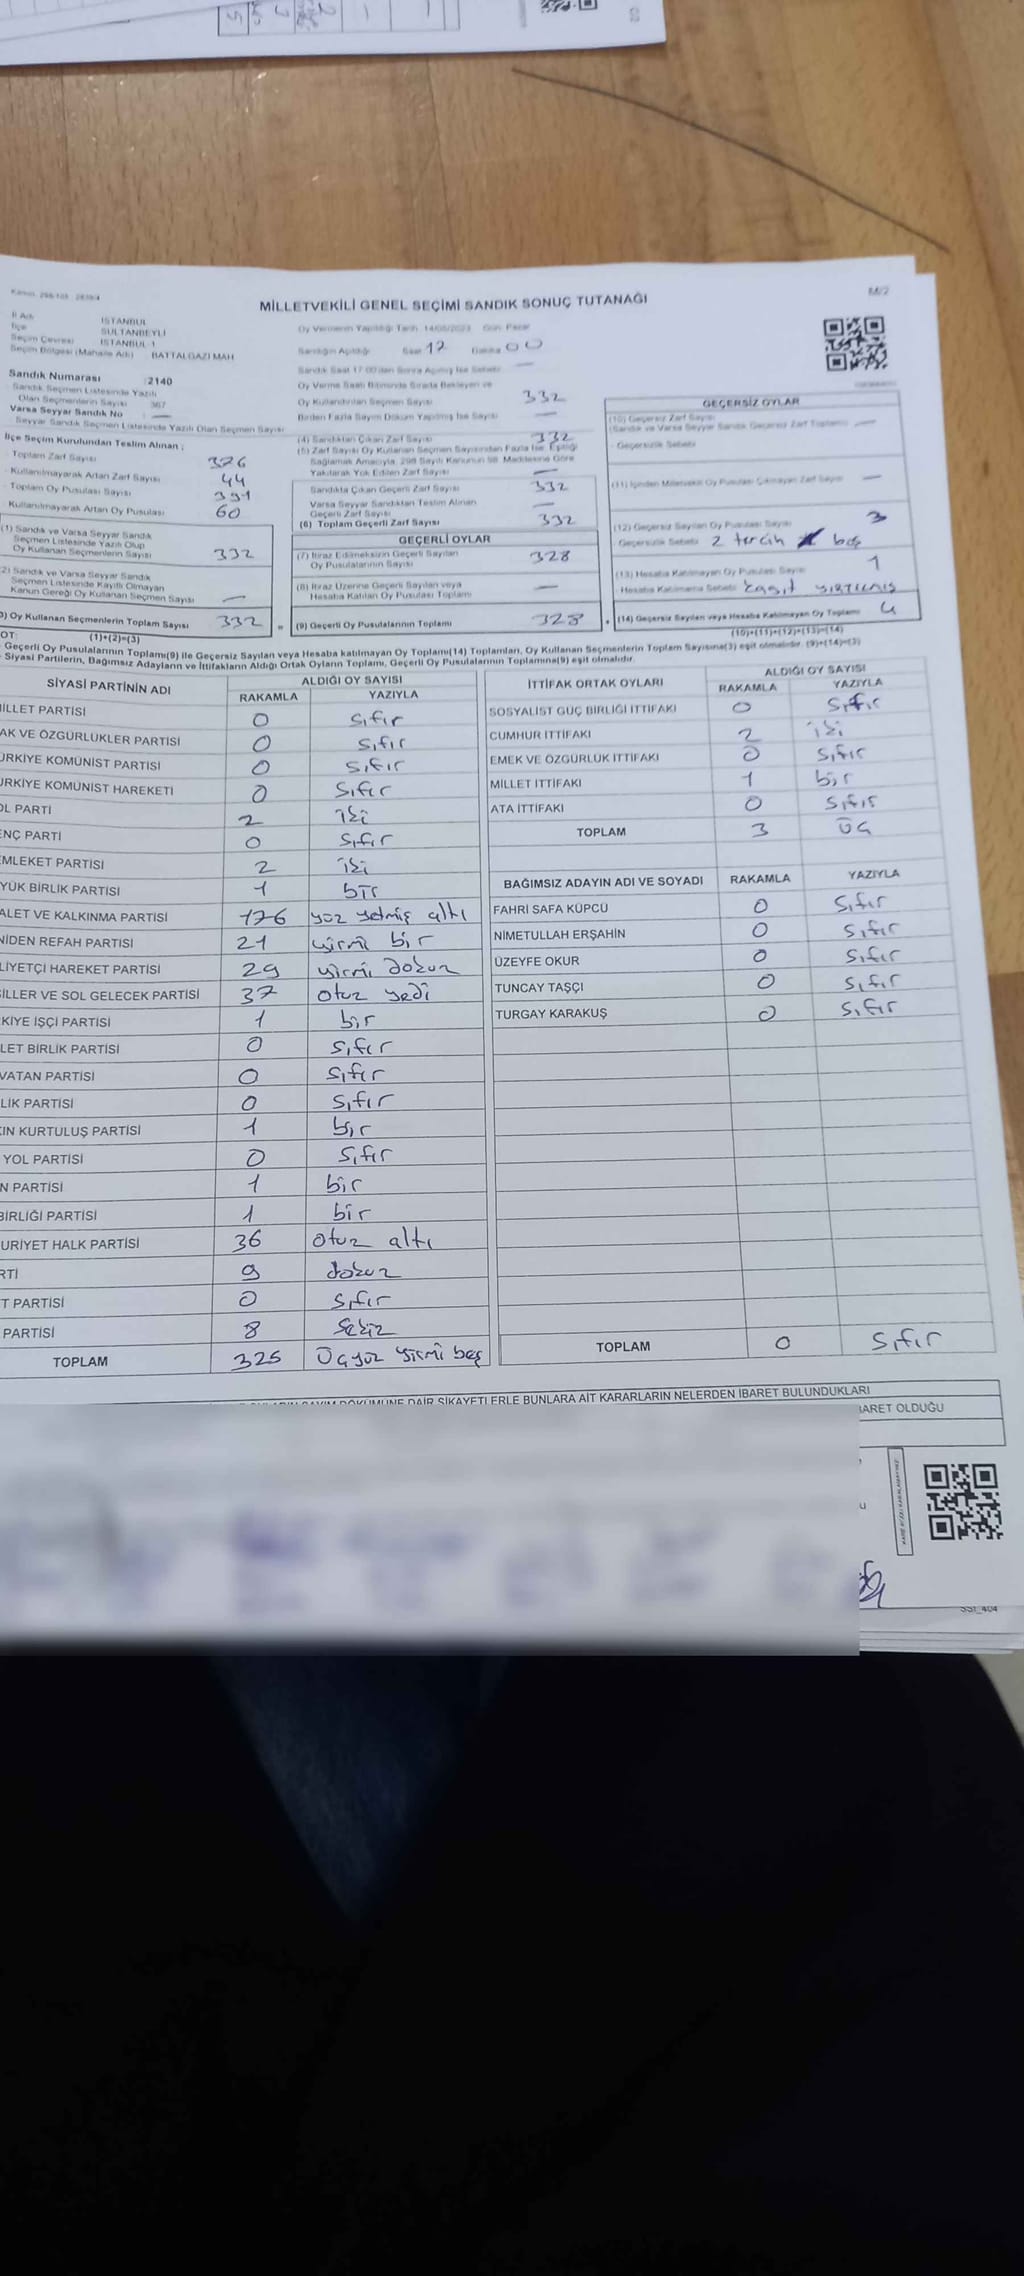 MİLLETVEKİLİ GENEL SEÇİMİ SANDIK SONUÇ TUTANAĞI
M/2
İl Adı İSTANBUL
İlçe SULTANBEYLİ
Seçim Çevresi İSTANBUL-1
Seçim Bölgesi (Mahalle Adı) BATTALGAZİ MAH
Oy Vermenin Yapıldığı Tarih: 14/05/2023 Gün: Pazar
Sandığın Açıldığı Saat 17 Dakika 00
Sandık Saat 17:00'den Sonra Açılmış İse Sebebi —
Oy Verme Saati Bitiminde Sırada Bekleyen ve
Oy Kullandırılan Seçmen Sayısı 332
Birden Fazla Sayım Döküm Yapılmış İse Sayısı —
Sandık Numarası :2140
Sandık Seçmen Listesinde Yazılı
Olan Seçmenlerin Sayısı 367
Varsa Seyyar Sandık No : —
Seyyar Sandık Seçmen Listesinde Yazılı Olan Seçmen Sayısı
İlçe Seçim Kurulundan Teslim Alınan ;
Toplam Zarf Sayısı 376
Kullanılmayarak Artan Zarf Sayısı 44
Toplam Oy Pusulası Sayısı 391
Kullanılmayarak Artan Oy Pusulası 60
(1) Sandık ve Varsa Seyyar Sandık
Seçmen Listesinde Yazılı Olup
Oy Kullanan Seçmenlerin Sayısı 332
2) Sandık ve Varsa Seyyar Sandık
Seçmen Listesinde Kayıtlı Olmayan
Kanun Gereği Oy Kullanan Seçmen Sayısı —
3) Oy Kullanan Seçmenlerin Toplam Sayısı 332 =
(1)+(2)=(3)
(4) Sandıktan Çıkan Zarf Sayısı 332
(5) Zarf Sayısı Oy Kullanan Seçmen Sayısından Fazla İse, Eşitliği
Sağlamak Amacıyla, 298 Sayılı Kanunun 98. Maddesine Göre
Yakılarak Yok Edilen Zarf Sayısı —
Sandıkta Çıkan Geçerli Zarf Sayısı 332
Varsa Seyyar Sandıktan Teslim Alınan
Geçerli Zarf Sayısı —
(6) Toplam Geçerli Zarf Sayısı 332
GEÇERLİ OYLAR
(7) İtiraz Edilmeksizin Geçerli Sayılan
Oy Pusulalarının Sayısı 328
(8) İtiraz Üzerine Geçerli Sayılan veya
Hesaba Katılan Oy Pusulası Toplamı —
(9) Geçerli Oy Pusulalarının Toplamı 328 +
GEÇERSİZ OYLAR
(10) Geçersiz Zarf Sayısı
(Sandık ve Varsa Seyyar Sandık Geçersiz Zarf Toplamı) —
Geçersizlik Sebebi
(11) İçinden Milletvekili Oy Pusulası Çıkmayan Zarf Sayısı —
(12) Geçersiz Sayılan Oy Pusulası Sayısı 3
Geçersizlik Sebebi 2 tercih boş
(13) Hesaba Katılmayan Oy Pusulası Sayısı 1
Hesaba Katılmama Sebebi kağıt yırtılmış
(14) Geçersiz Sayılan veya Hesaba Katılmayan Oy Toplamı 4
(10)+(11)+(12)+(13)=(14)
OT:
Geçerli Oy Pusulalarının Toplamı(9) ile Geçersiz Sayılan veya Hesaba katılmayan Oy Toplamı(14) Toplamları, Oy Kullanan Seçmenlerin Toplam Sayısına(3) eşit olmalıdır. (9)+(14)=(3)
Siyasi Partilerin, Bağımsız Adayların ve İttifakların Aldığı Ortak Oyların Toplamı, Geçerli Oy Pusulalarının Toplamına(9) eşit olmalıdır.
SİYASİ PARTİNİN ADI ALDIĞI OY SAYISI
RAKAMLA YAZIYLA
İLLET PARTİSİ 0 sıfır
AK VE ÖZGÜRLÜKLER PARTİSİ 0 sıfır
ÜRKİYE KOMÜNİST PARTİSİ 0 sıfır
ÜRKİYE KOMÜNİST HAREKETİ 0 sıfır
OL PARTİ 2 iki
ENÇ PARTİ 0 sıfır
EMLEKET PARTİSİ 2 iki
YÜK BİRLİK PARTİSİ 1 bir
ALET VE KALKINMA PARTİSİ 176 yüz yetmiş altı
NİDEN REFAH PARTİSİ 21 yirmi bir
LİYETÇİ HAREKET PARTİSİ 29 yirmi dokuz
ŞİLLER VE SOL GELECEK PARTİSİ 37 otuz yedi
KİYE İŞÇİ PARTİSİ 1 bir
LET BİRLİK PARTİSİ 0 sıfır
VATAN PARTİSİ 0 sıfır
LİK PARTİSİ 0 sıfır
KIN KURTULUŞ PARTİSİ 1 bir
YOL PARTİSİ 0 sıfır
N PARTİSİ 1 bir
BİRLİĞİ PARTİSİ 1 bir
URİYET HALK PARTİSİ 36 otuz altı
RTİ 9 dokuz
T PARTİSİ 0 sıfır
PARTİSİ 8 sekiz
TOPLAM 325 üçyüz yirmi beş
İTTİFAK ORTAK OYLARI ALDIĞI OY SAYISI
RAKAMLA YAZIYLA
SOSYALİST GÜÇ BİRLİĞİ İTTİFAKI 0 sıfır
CUMHUR İTTİFAKI 2 iki
EMEK VE ÖZGÜRLÜK İTTİFAKI 0 sıfır
MİLLET İTTİFAKI 1 bir
ATA İTTİFAKI 0 sıfır
TOPLAM 3 üç
BAĞIMSIZ ADAYIN ADI VE SOYADI RAKAMLA YAZIYLA
FAHRİ SAFA KÜPCÜ 0 sıfır
NİMETULLAH ERŞAHİN 0 sıfır
ÜZEYFE OKUR 0 sıfır
TUNCAY TAŞÇI 0 sıfır
TURGAY KARAKUŞ 0 sıfır
TOPLAM 0 sıfır
DÖKÜMÜNE DAİR ŞİKAYETLERLE BUNLARA AİT KARARLARIN NELERDEN İBARET BULUNDUKLARI
BARET OLDUĞU